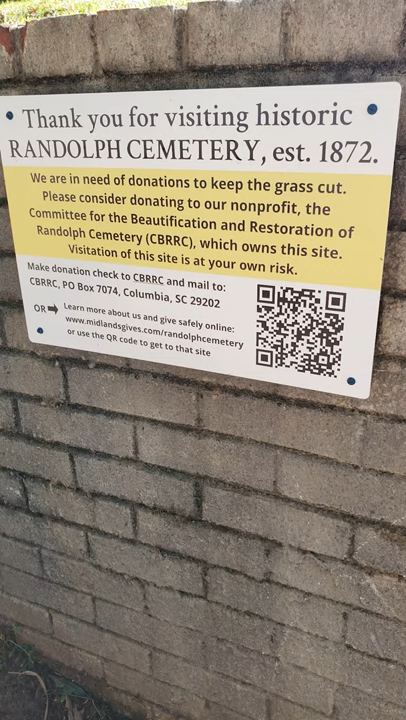 Thank you for visiting historic
RANDOLPH CEMETERY, est. 1872.
We are in need of donations to keep the grass cut.
Please consider donating to our nonprofit, the
Committee for the Beautification and Restoration of
Randolph Cemetery (CBRRC), which owns this site.
Visitation of this site is at your own risk.
Make donation check to CBRRC and mail to:
CBRRC, PO Box 7074, Columbia, SC 29202
OR Learn more about us and give safely online:
www.midlandsgives.com/randolphcemetery
or use the QR code to get to that site